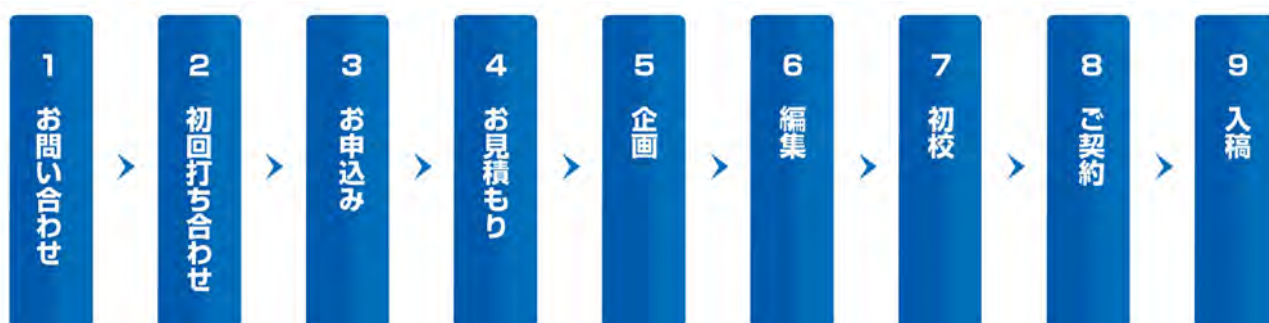 1 お問い合わせ
2 初回打ち合わせ
3 お申込み
4 お見積もり
5 企画
6 編集
7 初校
8 ご契約
9 入稿